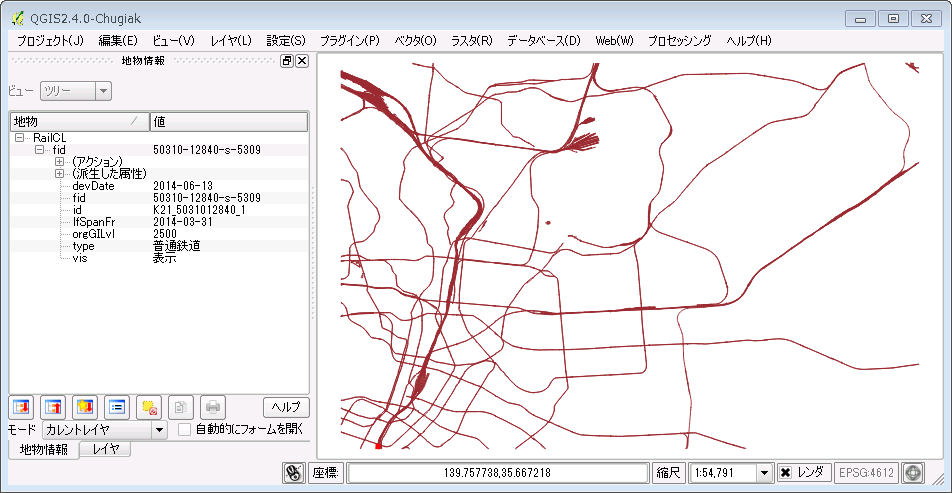 QGIS2.4.0-Chugiak
プロジェクト(J) 編集(E) ビュー(V) レイヤ(L) 設定(S) プラグイン(P) ベクタ(O) ラスタ(R) データベース(D) Web(W) プロセッシング ヘルプ(H)
地物情報
ビュー ツリー
地物 値
RailCL
fid 50310-12840-s-5309
(アクション)
(派生した属性)
devDate 2014-06-13
fid 50310-12840-s-5309
id K21_5031012840_1
lfSpanFr 2014-03-31
orgGILvl 2500
type 普通鉄道
vis 表示
ヘルプ
モード カレントレイヤ 自動的にフォームを開く
地物情報 レイヤ
座標: 139.757738,35.667218 縮尺 1:54,791 レンダ EPSG:4612